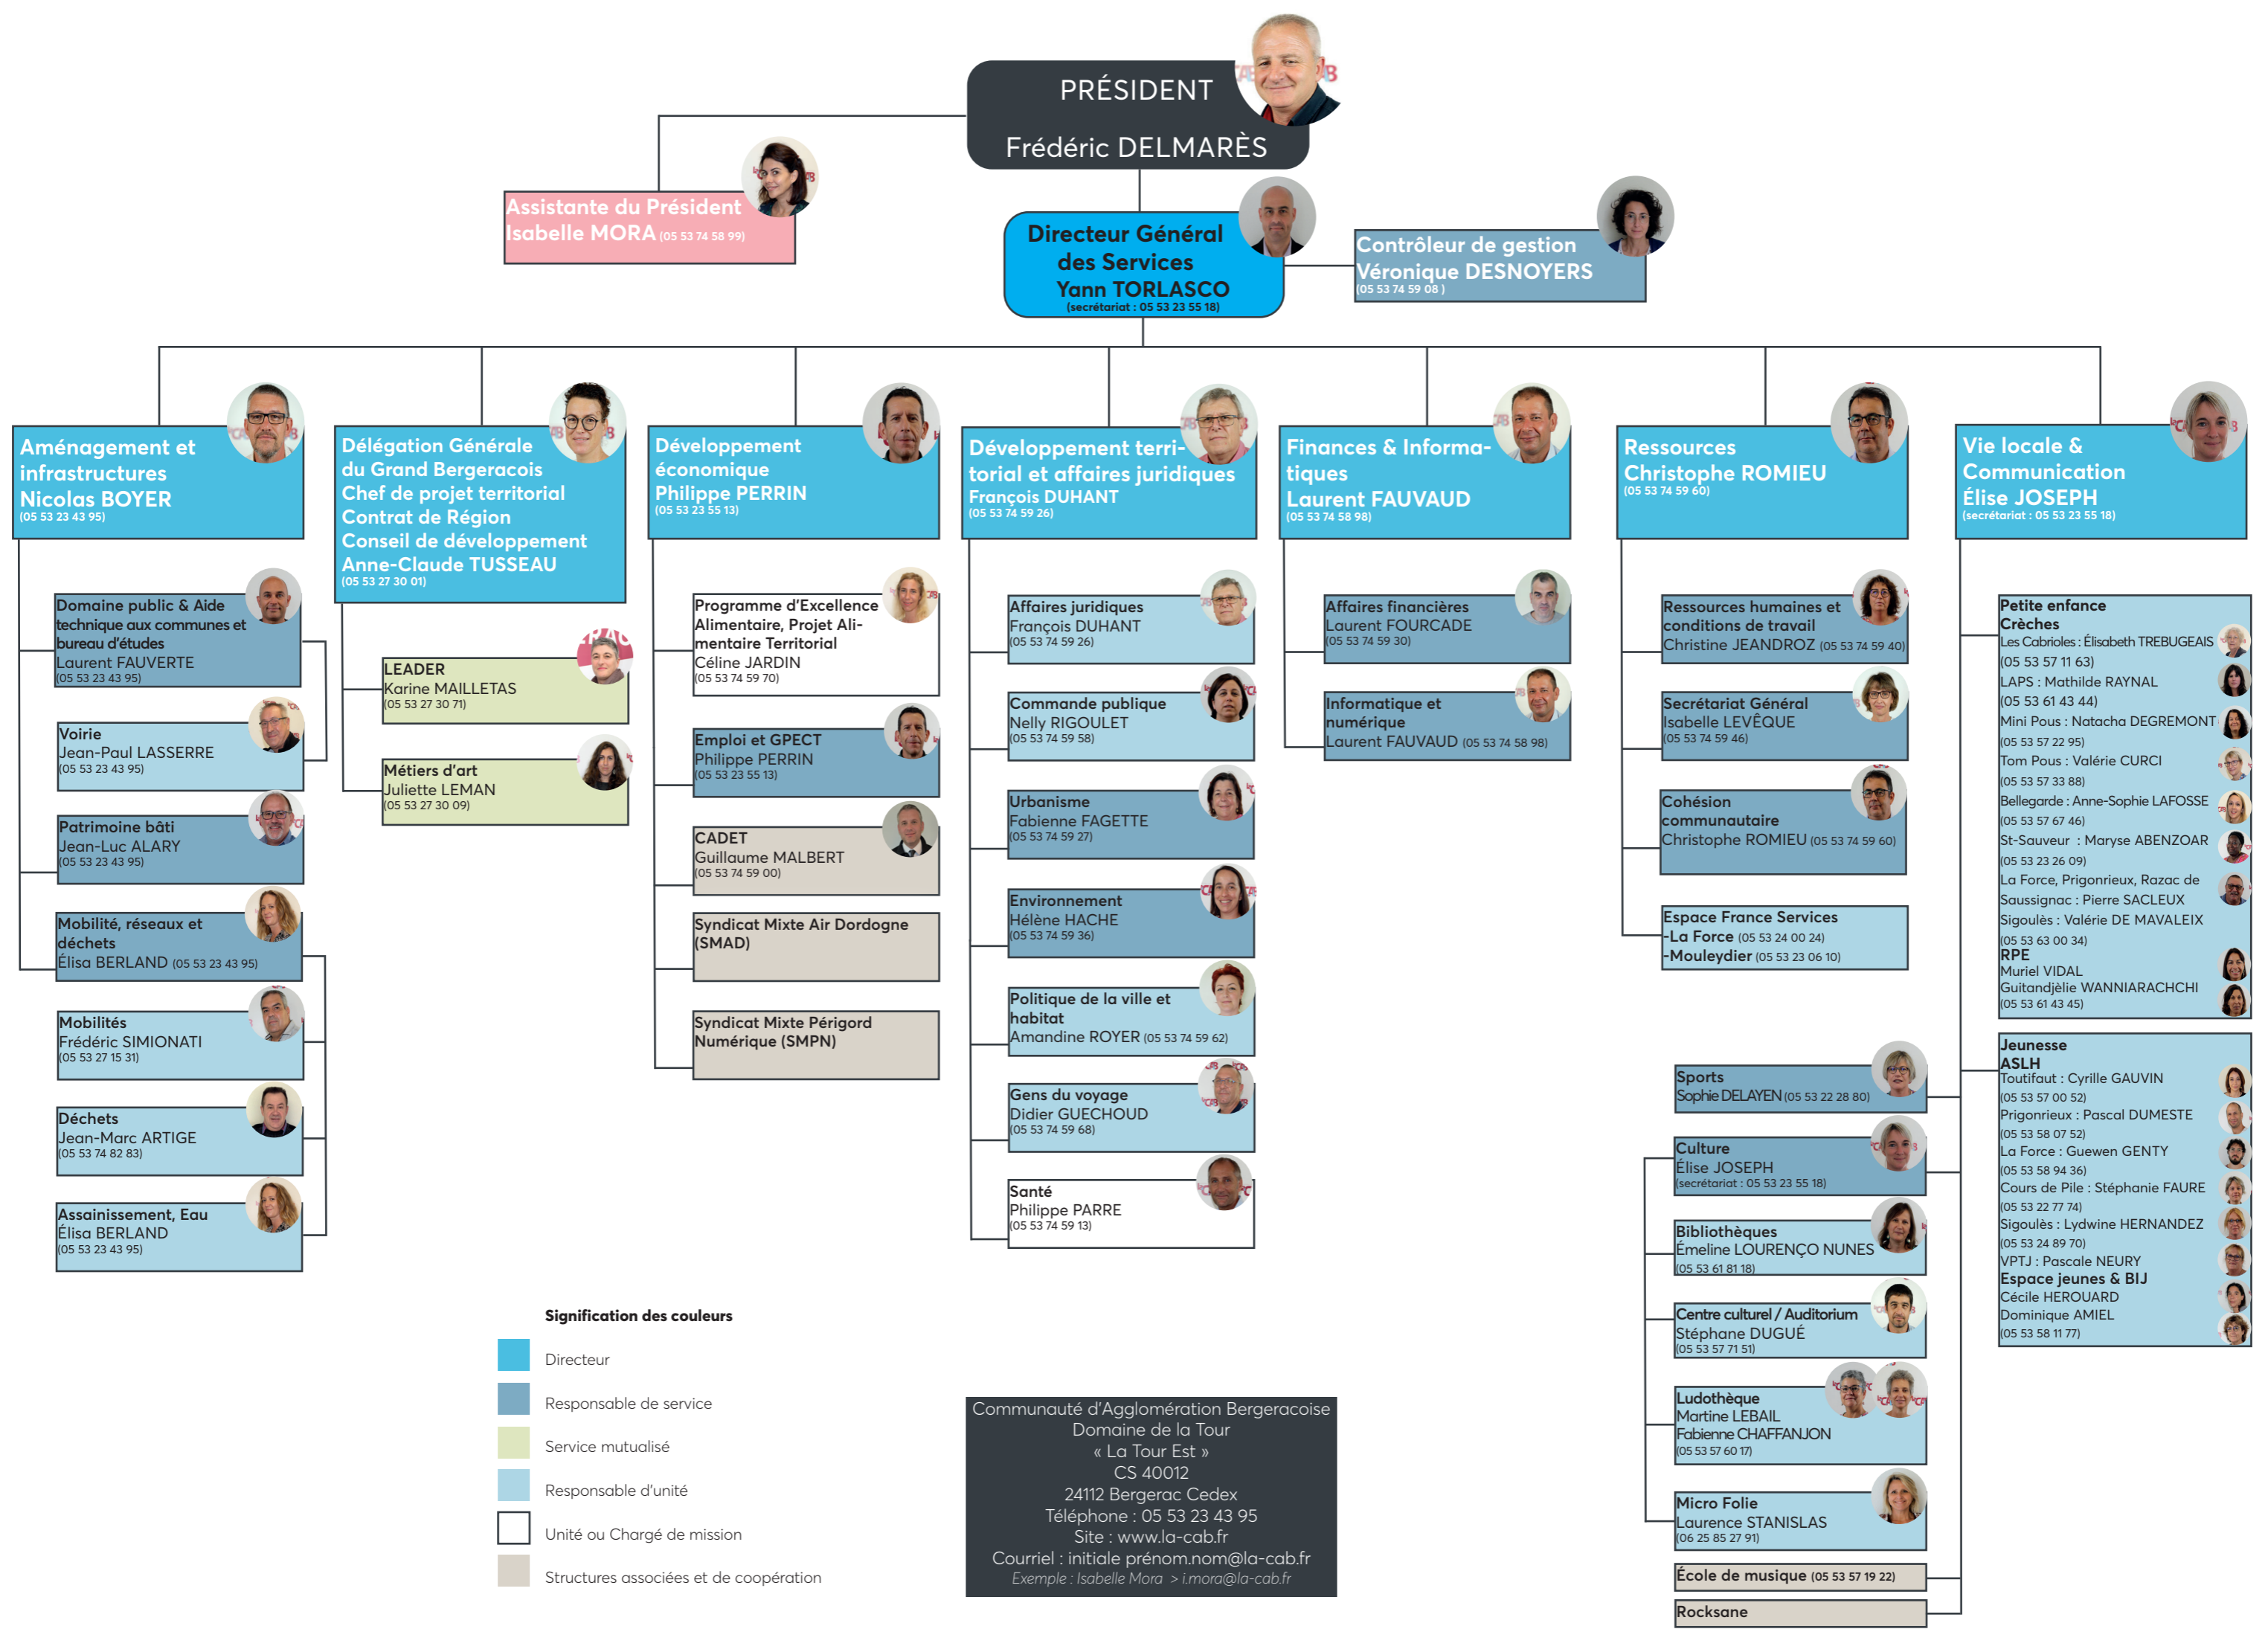 PRÉSIDENT
Frédéric DELMARÈS
Assistante du Président
Isabelle MORA (05 53 74 58 99)
Directeur Général
des Services
Yann TORLASCO
(secrétariat : 05 53 23 55 18)
Contrôleur de gestion
Véronique DESNOYERS
(05 53 74 59 08 )
Aménagement et
infrastructures
Nicolas BOYER
(05 53 23 43 95)
Domaine public & Aide
technique aux communes et
bureau d'études
Laurent FAUVERTE
(05 53 23 43 95)
Voirie
Jean-Paul LASSERRE
(05 53 23 43 95)
Patrimoine bâti
Jean-Luc ALARY
(05 53 23 43 95)
Mobilité, réseaux et
déchets
Élisa BERLAND (05 53 23 43 95)
Mobilités
Frédéric SIMIONATI
(05 53 27 15 31)
Déchets
Jean-Marc ARTIGE
(05 53 74 82 83)
Assainissement, Eau
Élisa BERLAND
(05 53 23 43 95)
Délégation Générale
du Grand Bergeracois
Chef de projet territorial
Contrat de Région
Conseil de développement
Anne-Claude TUSSEAU
(05 53 27 30 01)
LEADER
Karine MAILLETAS
(05 53 27 30 71)
Métiers d'art
Juliette LEMAN
(05 53 27 30 09)
Développement
économique
Philippe PERRIN
(05 53 23 55 13)
Programme d'Excellence
Alimentaire, Projet Ali-
mentaire Territorial
Céline JARDIN
(05 53 74 59 70)
Emploi et GPECT
Philippe PERRIN
(05 53 23 55 13)
CADET
Guillaume MALBERT
(05 53 74 59 00)
Syndicat Mixte Air Dordogne
(SMAD)
Syndicat Mixte Périgord
Numérique (SMPN)
Développement terri-
torial et affaires juridiques
François DUHANT
(05 53 74 59 26)
Affaires juridiques
François DUHANT
(05 53 74 59 26)
Commande publique
Nelly RIGOULET
(05 53 74 59 58)
Urbanisme
Fabienne FAGETTE
(05 53 74 59 27)
Environnement
Hélène HACHE
(05 53 74 59 36)
Politique de la ville et
habitat
Amandine ROYER (05 53 74 59 62)
Gens du voyage
Didier GUECHOUD
(05 53 74 59 68)
Santé
Philippe PARRE
(05 53 74 59 13)
Finances & Informa-
tiques
Laurent FAUVAUD
(05 53 74 58 98)
Affaires financières
Laurent FOURCADE
(05 53 74 59 30)
Informatique et
numérique
Laurent FAUVAUD (05 53 74 58 98)
Ressources
Christophe ROMIEU
(05 53 74 59 60)
Ressources humaines et
conditions de travail
Christine JEANDROZ (05 53 74 59 40)
Secrétariat Général
Isabelle LEVÊQUE
(05 53 74 59 46)
Cohésion
communautaire
Christophe ROMIEU (05 53 74 59 60)
Espace France Services
-La Force (05 53 24 00 24)
-Mouleydier (05 53 23 06 10)
Vie locale &
Communication
Élise JOSEPH
(secrétariat : 05 53 23 55 18)
Petite enfance
Crèches
Les Cabrioles : Élisabeth TREBUGEAIS
(05 53 57 11 63)
LAPS : Mathilde RAYNAL
(05 53 61 43 44)
Mini Pous : Natacha DEGREMONT
(05 53 57 22 95)
Tom Pous : Valérie CURCI
(05 53 57 33 88)
Bellegarde : Anne-Sophie LAFOSSE
(05 53 57 67 46)
St-Sauveur : Maryse ABENZOAR
(05 53 23 26 09)
La Force, Prigonrieux, Razac de
Saussignac : Pierre SACLEUX
Sigoulès : Valérie DE MAVALEIX
(05 53 63 00 34)
RPE
Muriel VIDAL
Guitandjèlie WANNIARACHCHI
(05 53 61 43 45)
Jeunesse
ASLH
Toutifaut : Cyrille GAUVIN
(05 53 57 00 52)
Prigonrieux : Pascal DUMESTE
(05 53 58 07 52)
La Force : Guewen GENTY
(05 53 58 94 36)
Cours de Pile : Stéphanie FAURE
(05 53 22 77 74)
Sigoulès : Lydwine HERNANDEZ
(05 53 24 89 70)
VPTJ : Pascale NEURY
Espace jeunes & BIJ
Cécile HEROUARD
Dominique AMIEL
(05 53 58 11 77)
Sports
Sophie DELAYEN (05 53 22 28 80)
Culture
Élise JOSEPH
(secrétariat : 05 53 23 55 18)
Bibliothèques
Émeline LOURENÇO NUNES
(05 53 61 81 18)
Centre culturel / Auditorium
Stéphane DUGUÉ
(05 53 57 71 51)
Ludothèque
Martine LEBAIL
Fabienne CHAFFANJON
(05 53 57 60 17)
Micro Folie
Laurence STANISLAS
(06 25 85 27 91)
École de musique (05 53 57 19 22)
Rocksane
Signification des couleurs
Directeur
Responsable de service
Service mutualisé
Responsable d'unité
Unité ou Chargé de mission
Structures associées et de coopération
Communauté d'Agglomération Bergeracoise
Domaine de la Tour
« La Tour Est »
CS 40012
24112 Bergerac Cedex
Téléphone : 05 53 23 43 95
Site : www.la-cab.fr
Courriel : initiale prénom.nom@la-cab.fr
Exemple : Isabelle Mora > i.mora@la-cab.fr